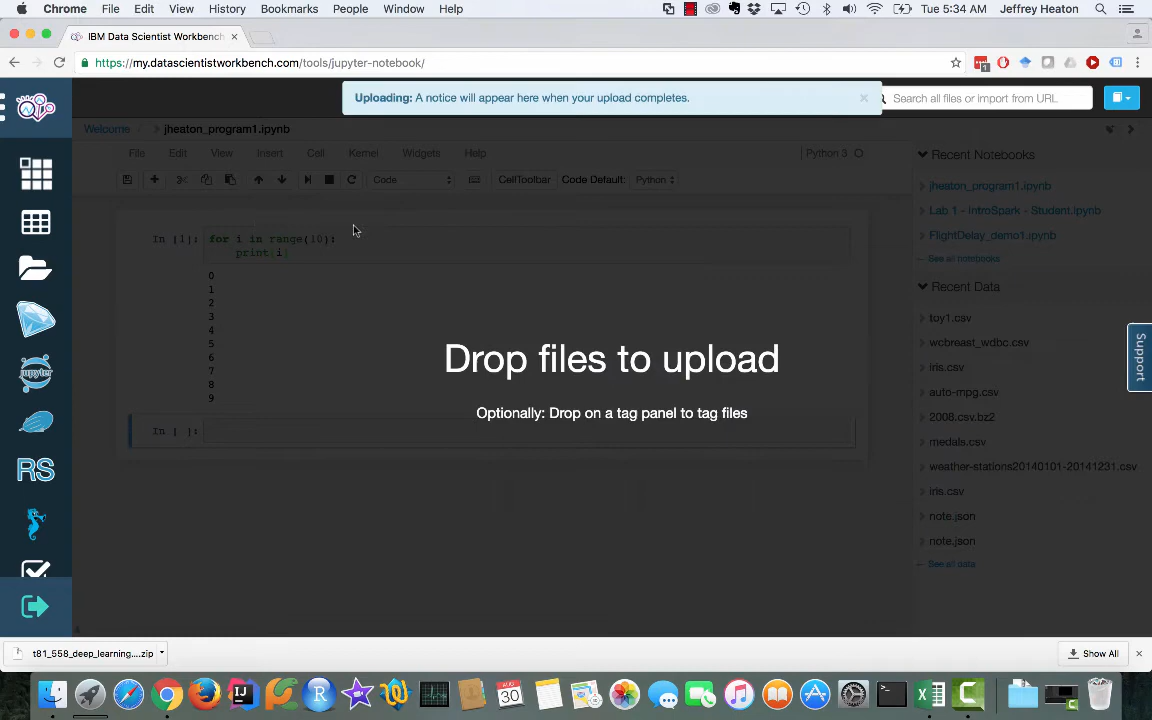 Chrome File Edit View History Bookmarks People Window Help
Tue 5:34 AM Jeffrey Heaton
IBM Data Scientist Workbench
https://my.datascientistworkbench.com/tools/jupyter-notebook/
Uploading: A notice will appear here when your upload completes.
Search all files or import from URL
Welcome
jheaton_program1.ipynb
File Edit View Insert Cell Kernel Widgets Help
Python 3
Code
CellToolbar
Code Default:
Python
In [1]:
for i in range(10):
print(i)
0
1
2
3
4
5
6
7
8
9
In [ ]:
Drop files to upload
Optionally: Drop on a tag panel to tag files
Recent Notebooks
jheaton_program1.ipynb
Lab 1 - IntroSpark - Student.ipynb
FlightDelay_demo1.ipynb
See all notebooks
Recent Data
toy1.csv
wcbreast_wdbc.csv
iris.csv
auto-mpg.csv
2008.csv.bz2
medals.csv
weather-stations20140101-20141231.csv
iris.csv
note.json
note.json
See all data
Support
jupyter
RS
t81_558_deep_learning....zip
Show All
AUG
30